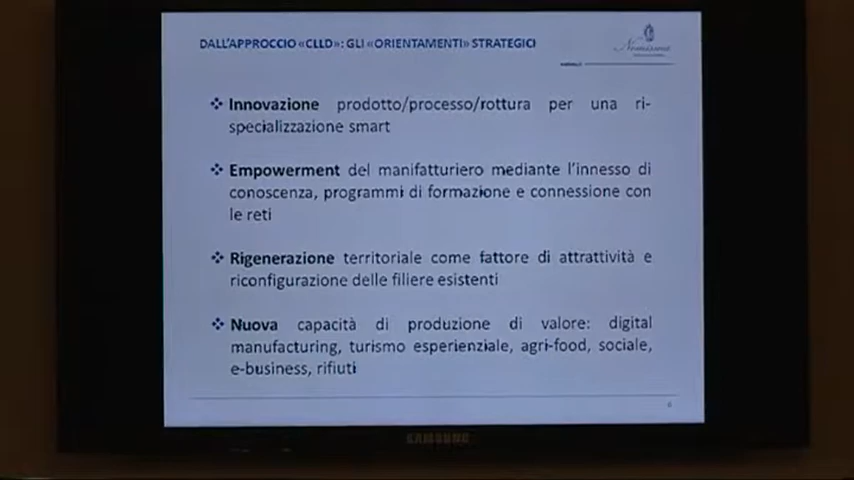 DALL'APPROCCIO «CLLD»: GLI «ORIENTAMENTI» STRATEGICI
Innovazione prodotto/processo/rottura per una ri-
specializzazione smart
Empowerment del manifatturiero mediante l'innesso di
conoscenza, programmi di formazione e connessione con
le reti
Rigenerazione territoriale come fattore di attrattività e
riconfigurazione delle filiere esistenti
Nuova capacità di produzione di valore: digital
manufacturing, turismo esperienziale, agri-food, sociale,
e-business, rifiuti
SAMSUNG